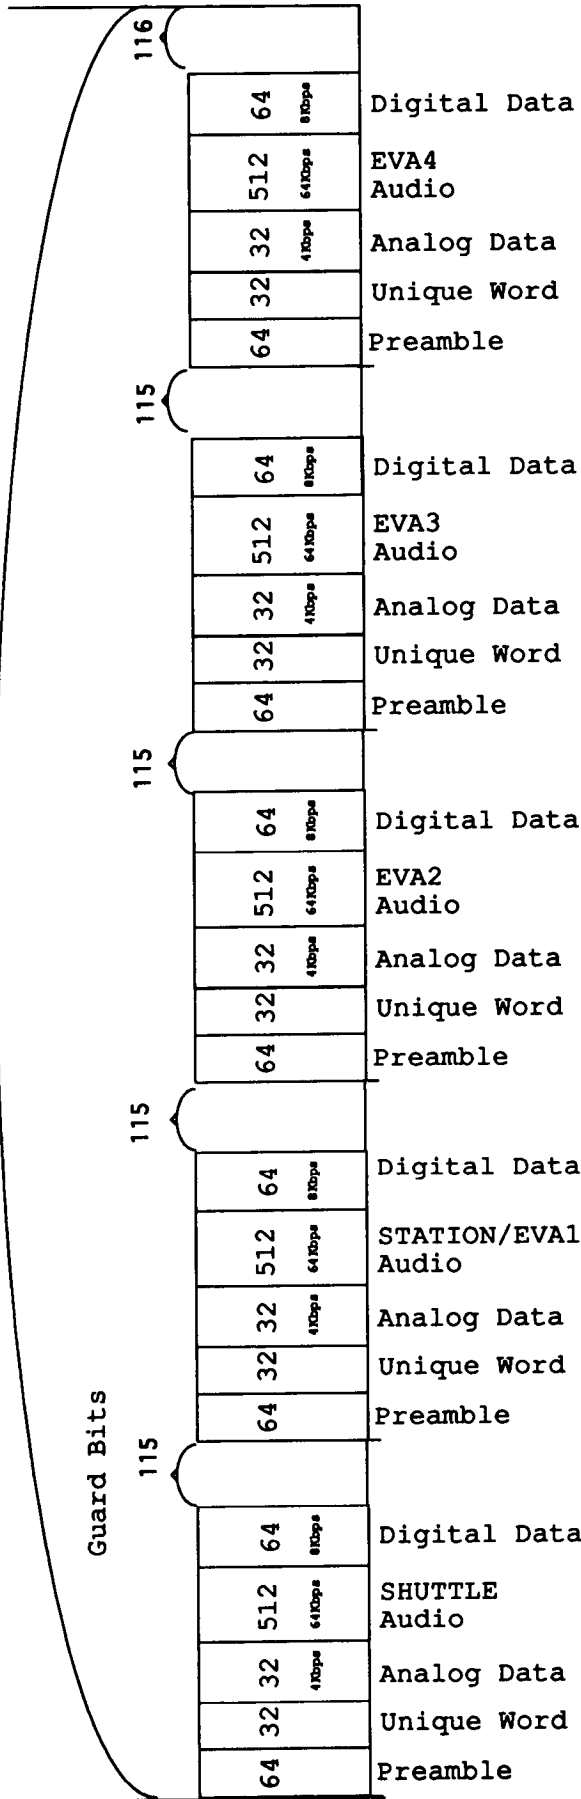 116
64 8Kbps Digital Data
512 64Kbps EVA4
Audio
32 4Kbps Analog Data
32 Unique Word
64 Preamble
115
64 8Kbps Digital Data
512 64Kbps EVA3
Audio
32 4Kbps Analog Data
32 Unique Word
64 Preamble
115
64 8Kbps Digital Data
512 64Kbps EVA2
Audio
32 4Kbps Analog Data
32 Unique Word
64 Preamble
115
64 8Kbps Digital Data
512 64Kbps STATION/EVA1
Audio
32 4Kbps Analog Data
32 Unique Word
64 Preamble
Guard Bits
115
64 8Kbps Digital Data
512 64Kbps SHUTTLE
Audio
32 4Kbps Analog Data
32 Unique Word
64 Preamble